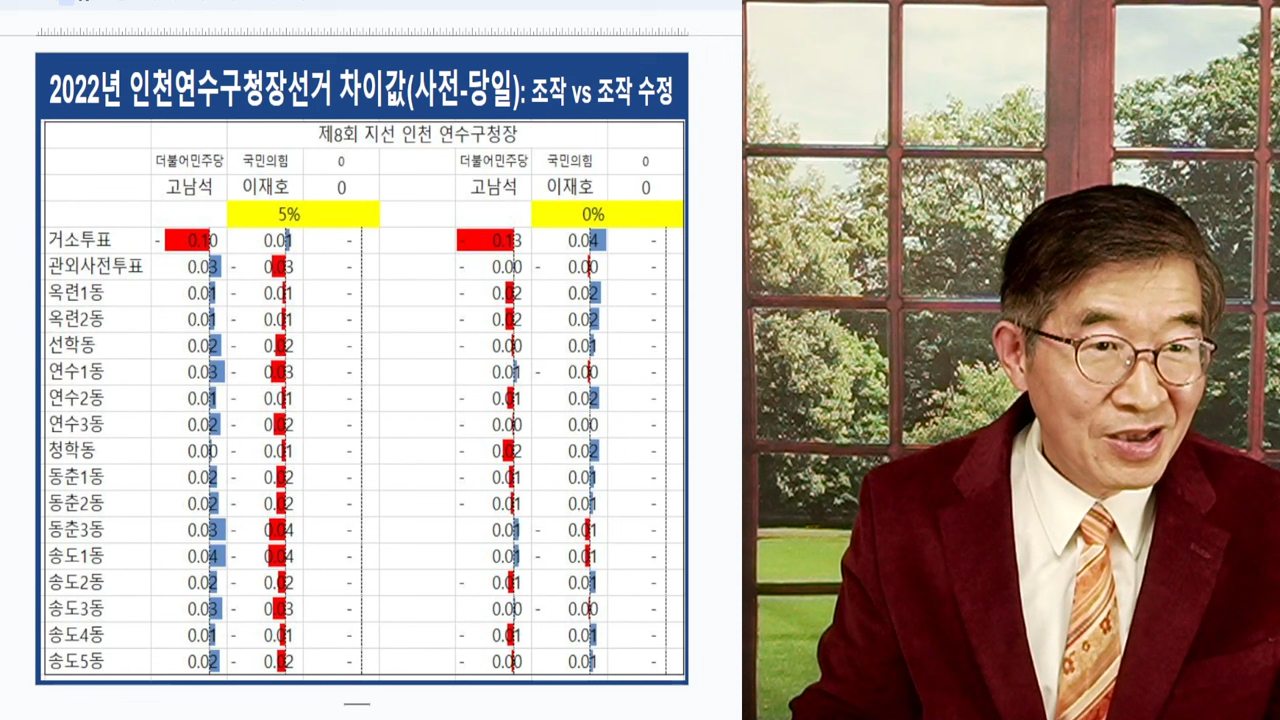 2022년 인천연수구청장선거 차이값(사전-당일): 조작 vs 조작 수정
제8회 지선 인천 연수구청장
더불어민주당 국민의힘 0 더불어민주당 국민의힘 0
고남석 이재호 0 고남석 이재호 0
5% 0%
거소투표 - 0.10 0.01 - - 0.13 0.04 -
관외사전투표 0.03 - 0.03 - - 0.00 - 0.00 -
옥련1동 0.01 - 0.01 - - 0.02 0.02 -
옥련2동 0.01 - 0.01 - - 0.02 0.02 -
선학동 0.02 - 0.02 - - 0.00 0.01 -
연수1동 0.03 - 0.03 - 0.01 - 0.00 -
연수2동 0.01 - 0.01 - - 0.01 0.02 -
연수3동 0.02 - 0.02 - - 0.00 0.00 -
청학동 0.00 - 0.01 - - 0.02 0.02 -
동춘1동 0.02 - 0.02 - - 0.01 0.01 -
동춘2동 0.02 - 0.02 - - 0.01 0.01 -
동춘3동 0.03 - 0.04 - 0.01 - 0.01 -
송도1동 0.04 - 0.04 - 0.01 - 0.01 -
송도2동 0.02 - 0.02 - - 0.01 0.01 -
송도3동 0.03 - 0.03 - 0.00 - 0.00 -
송도4동 0.01 - 0.01 - - 0.01 0.01 -
송도5동 0.02 - 0.02 - - 0.00 0.01 -